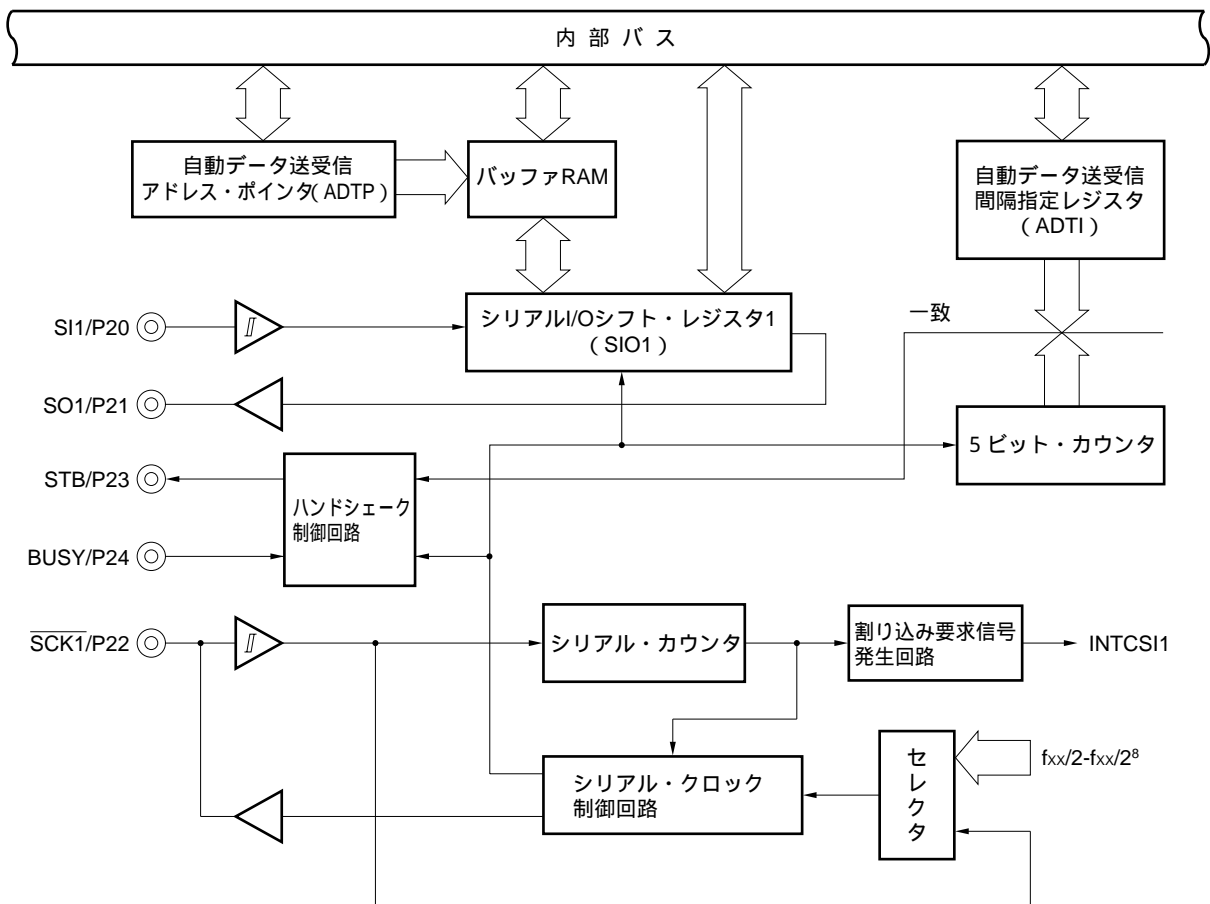 内部バス
自動データ送受信
アドレス・ポインタ(ADTP)
バッファRAM
自動データ送受信
間隔指定レジスタ
(ADTI)
SI1/P20
シリアルI/Oシフト・レジスタ1
(SIO1)
一致
SO1/P21
5ビット・カウンタ
STB/P23
ハンドシェーク
制御回路
BUSY/P24
SCK1/P22
シリアル・カウンタ
割り込み要求信号
発生回路
INTCSI1
シリアル・クロック
制御回路
セレクタ
fxx/2-fxx/2⁸